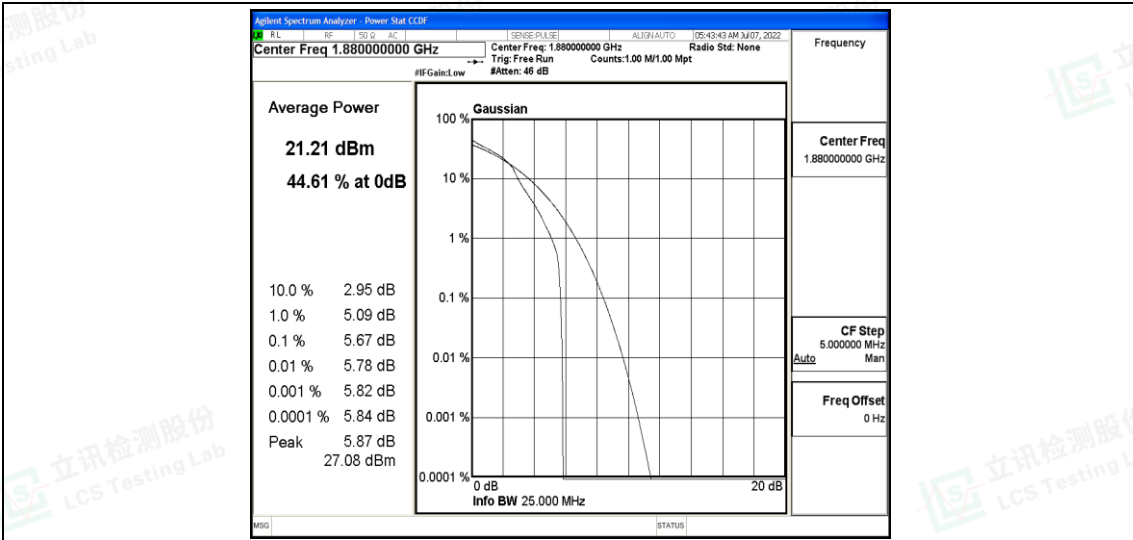 Agilent Spectrum Analyzer - Power Stat CCDF
LXI RL RF 50 Ω AC SENSE:PULSE ALIGNAUTO 05:43:43 AM Jul07, 2022
Center Freq 1.880000000 GHz
Center Freq: 1.880000000 GHz Radio Std: None
Trig: Free Run Counts:1.00 M/1.00 Mpt
#IFGain:Low #Atten: 46 dB
Frequency
Average Power
21.21 dBm
44.61 % at 0dB
10.0 % 2.95 dB
1.0 % 5.09 dB
0.1 % 5.67 dB
0.01 % 5.78 dB
0.001 % 5.82 dB
0.0001 % 5.84 dB
Peak 5.87 dB
27.08 dBm
Gaussian
100 %
10 %
1 %
0.1 %
0.01 %
0.001 %
0.0001 %
0 dB 20 dB
Info BW 25.000 MHz
Center Freq
1.880000000 GHz
CF Step
5.000000 MHz
Auto Man
Freq Offset
0 Hz
MSG STATUS
测股份
sting Lab
立讯检测股份
LCS Testing Lab
立讯检测股份
LCS Testing L